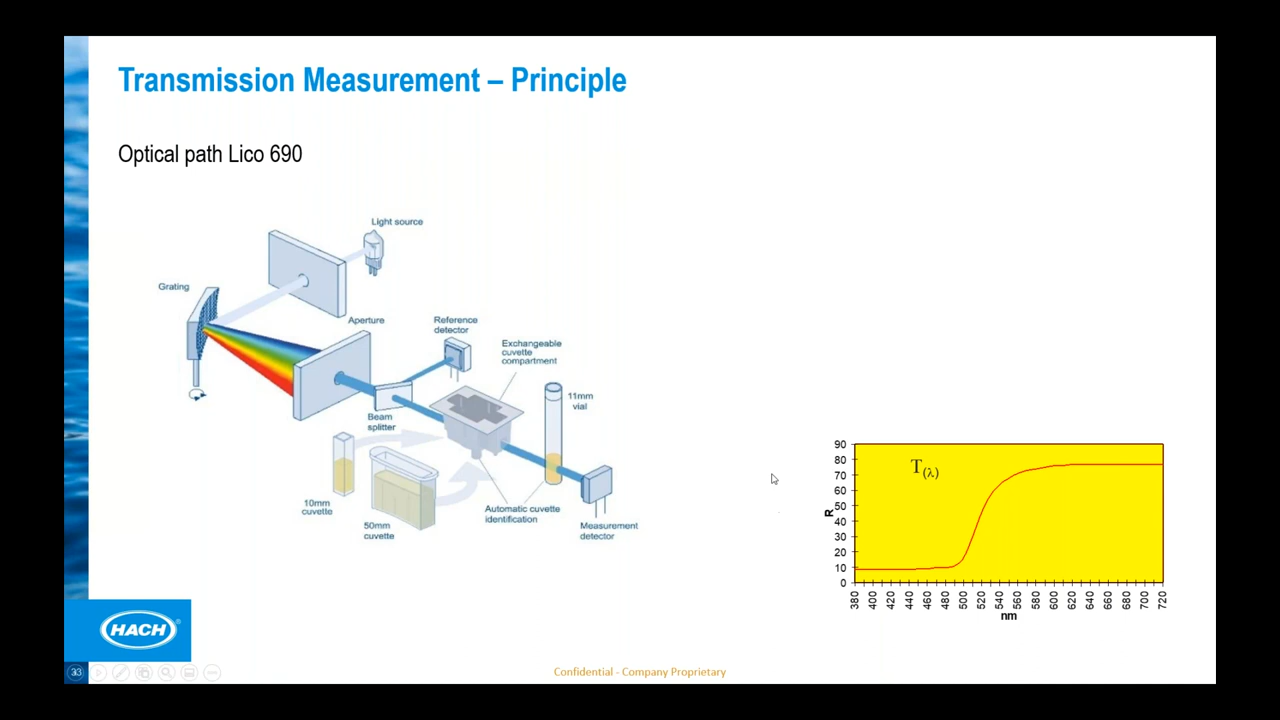 Transmission Measurement – Principle
Optical path Lico 690
Light source
Grating
Aperture
Reference
detector
Exchangeable
cuvette
compartment
11mm
vial
Beam
splitter
10mm
cuvette
50mm
cuvette
Automatic cuvette
identification
Measurement
detector
T(λ)
R
90
80
70
60
50
40
30
20
10
0
380 400 420 440 460 480 500 520 540 560 580 600 620 640 660 680 700 720
nm
HACH
33
Confidential - Company Proprietary